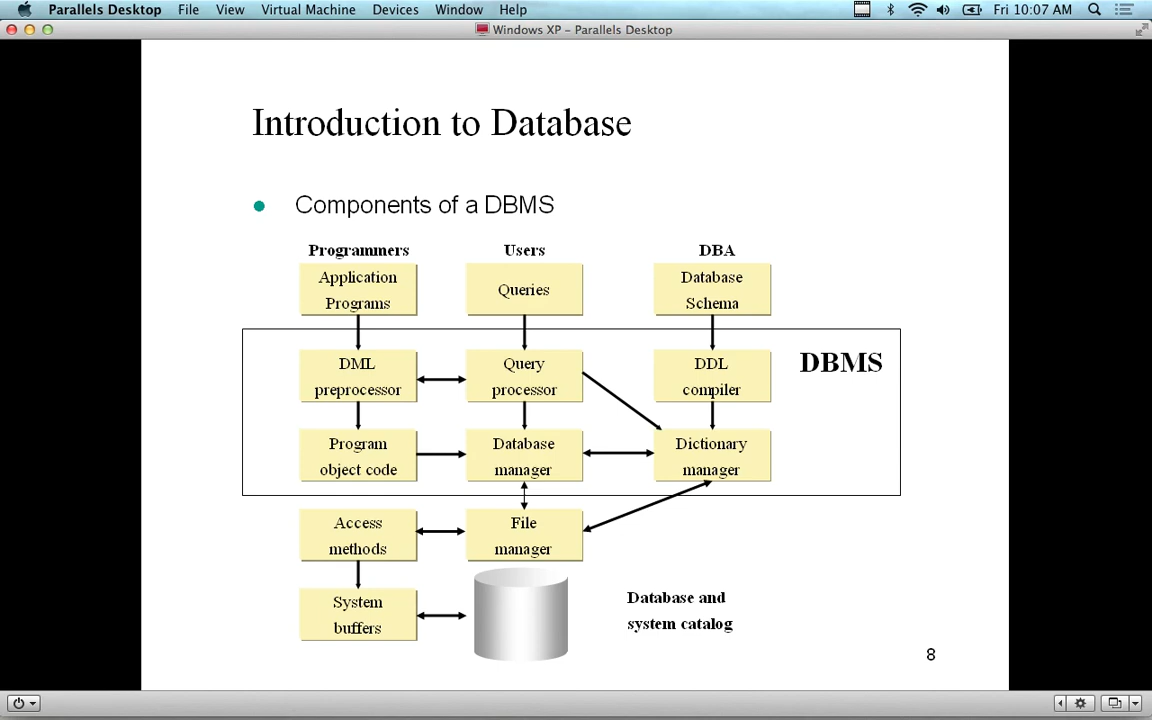 Parallels Desktop File View Virtual Machine Devices Window Help Fri 10:07 AM
Windows XP – Parallels Desktop
Introduction to Database
Components of a DBMS
Programmers Users DBA
Application
Programs
Queries
Database
Schema
DBMS
DML
preprocessor
Query
processor
DDL
compiler
Program
object code
Database
manager
Dictionary
manager
Access
methods
File
manager
System
buffers
Database and
system catalog
8